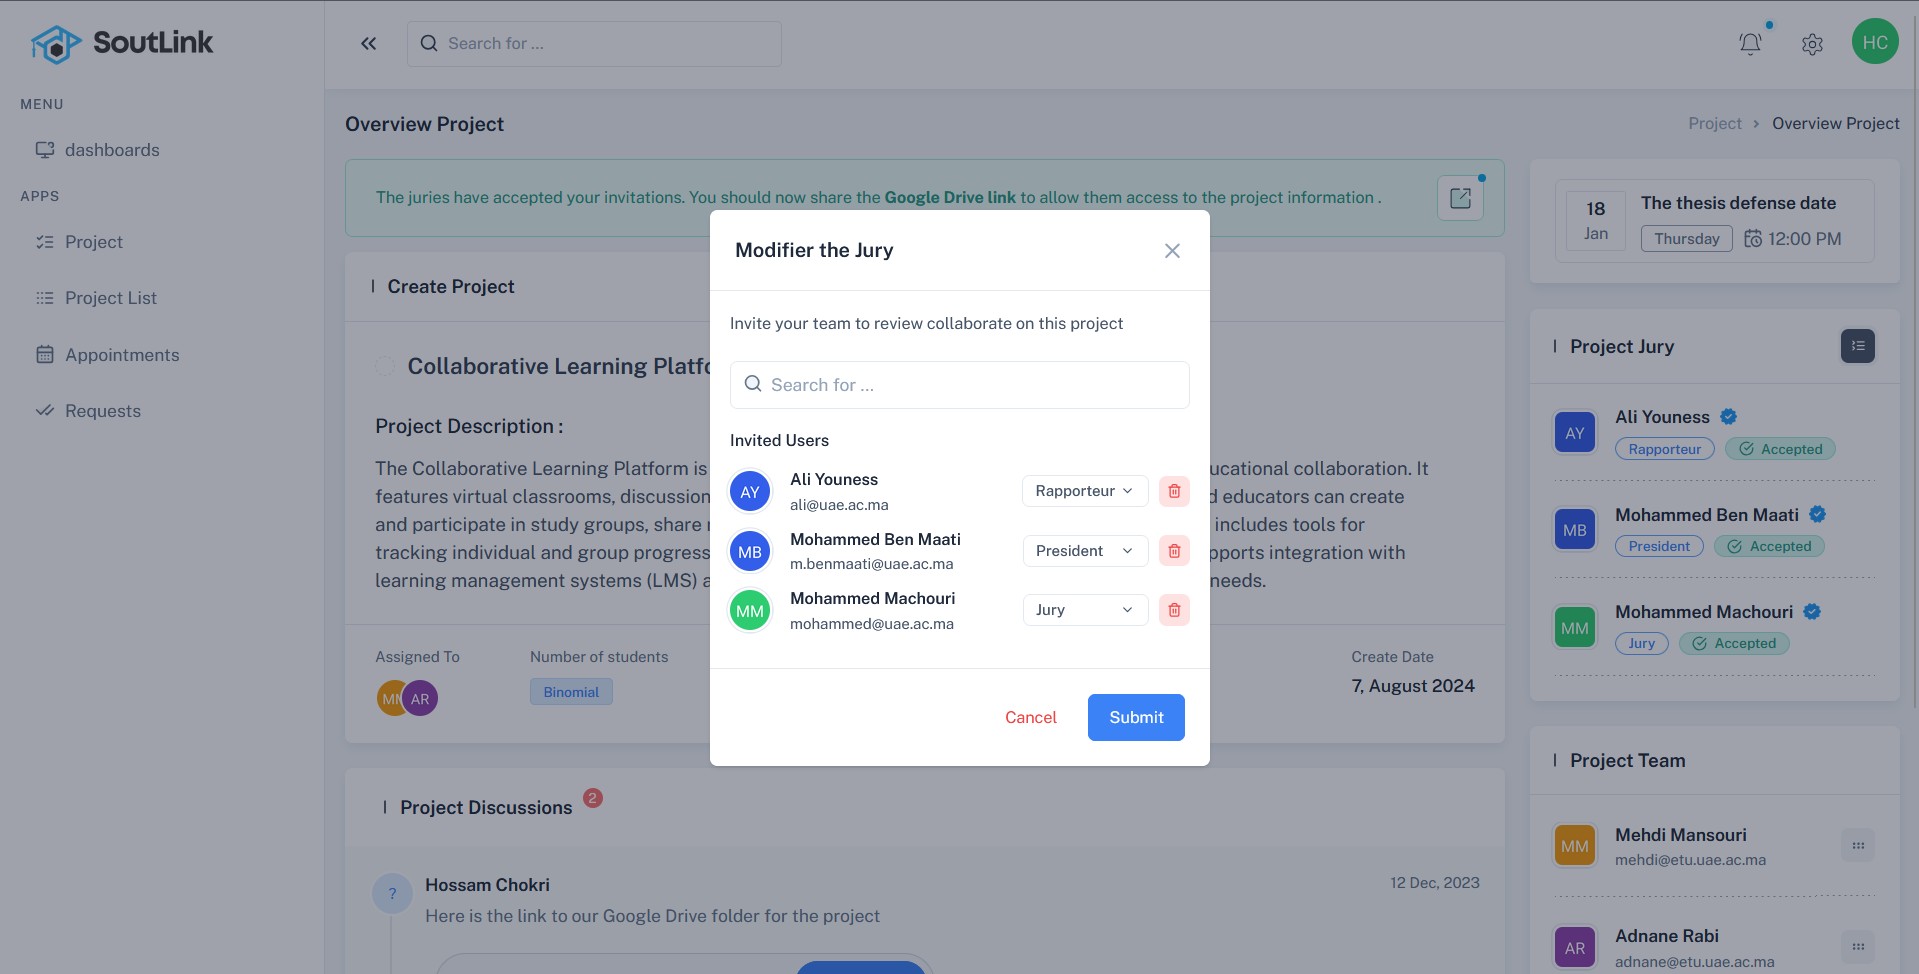 SoutLink
Search for ...
HC
MENU
dashboards
APPS
Project
Project List
Appointments
Requests
Overview Project
Project > Overview Project
The juries have accepted your invitations. You should now share the Google Drive link to allow them access to the project information .
Create Project
Collaborative Learning Platfo
Project Description :
The Collaborative Learning Platform is
ucational collaboration. It
features virtual classrooms, discussion
d educators can create
and participate in study groups, share
includes tools for
tracking individual and group progress
pports integration with
learning management systems (LMS) a
needs.
Assigned To
AR
Number of students
Binomial
Create Date
7, August 2024
Project Discussions
2
?
Hossam Chokri
12 Dec, 2023
Here is the link to our Google Drive folder for the project
Modifier the Jury
Invite your team to review collaborate on this project
Search for ...
Invited Users
AY
Ali Youness
ali@uae.ac.ma
Rapporteur
MB
Mohammed Ben Maati
m.benmaati@uae.ac.ma
President
MM
Mohammed Machouri
mohammed@uae.ac.ma
Jury
Cancel
Submit
18
Jan
The thesis defense date
Thursday
12:00 PM
Project Jury
AY
Ali Youness
Rapporteur
Accepted
MB
Mohammed Ben Maati
President
Accepted
MM
Mohammed Machouri
Jury
Accepted
Project Team
MM
Mehdi Mansouri
mehdi@etu.uae.ac.ma
AR
Adnane Rabi
adnane@etu.uae.ac.ma